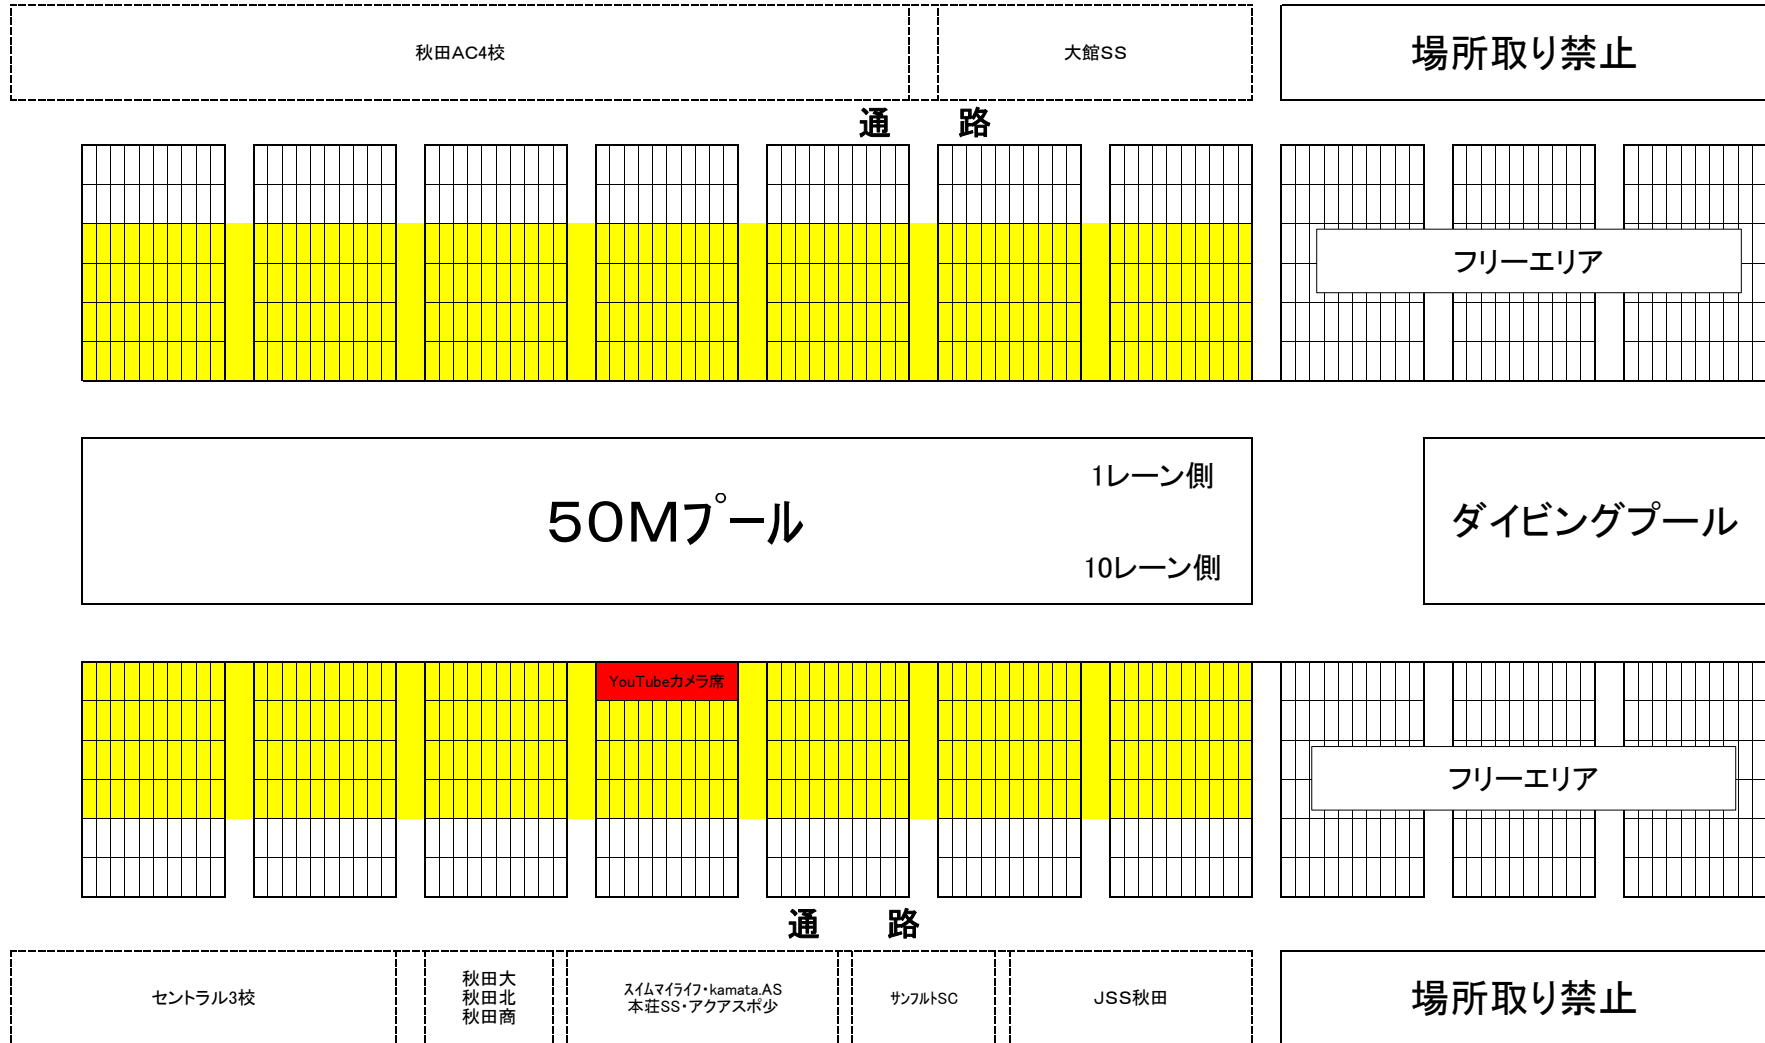 秋田AC4校
大館SS
場所取り禁止
通　路
フリーエリア
1レーン側
50Mプール
10レーン側
ダイビングプール
YouTubeカメラ席
フリーエリア
通　路
セントラル3校
秋田大
秋田北
秋田商
ｽｲﾑﾏｲﾗｲﾌ・kamata.AS
本荘SS・アクアスポ少
ｻﾝﾌﾙﾄSC
JSS秋田
場所取り禁止